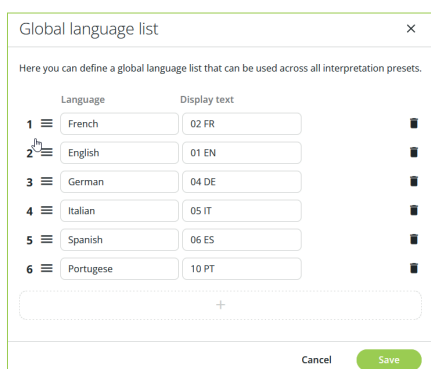 Global language list
Here you can define a global language list that can be used across all interpretation presets.
Language Display text
1 French 02 FR
2 English 01 EN
3 German 04 DE
4 Italian 05 IT
5 Spanish 06 ES
6 Portugese 10 PT
+
Cancel Save